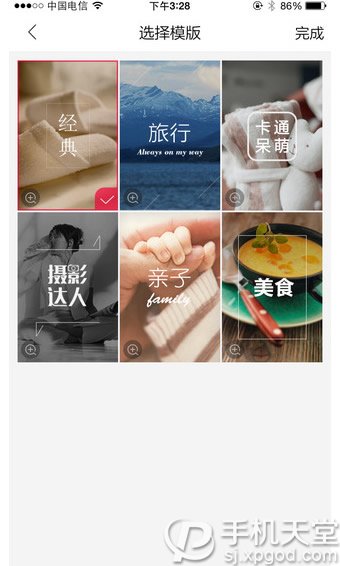 中国电信
下午3:28
86%
选择模版
完成
经典
旅行
Always on my way
卡通
呆萌
摄影
达人
亲子
family
美食
手机天堂
sj.xpgod.com